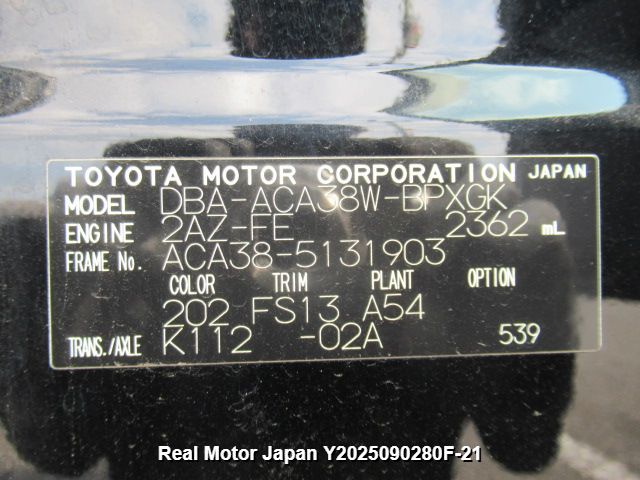 TOYOTA MOTOR CORPORATION JAPAN
MODEL DBA-ACA38W-BPXGK
ENGINE 2AZ-FE 2362 mL
FRAME No. ACA38-5131903
COLOR TRIM PLANT OPTION
202 FS13 A54
TRANS./AXLE K112 -02A 539
Real Motor Japan Y2025090280F-21